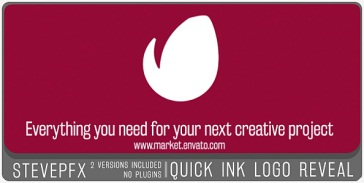 Everything you need for your next creative project
www.market.envato.com
STEVEPFX
2 VERSIONS INCLUDED
NO PLUGINS
QUICK INK LOGO REVEAL